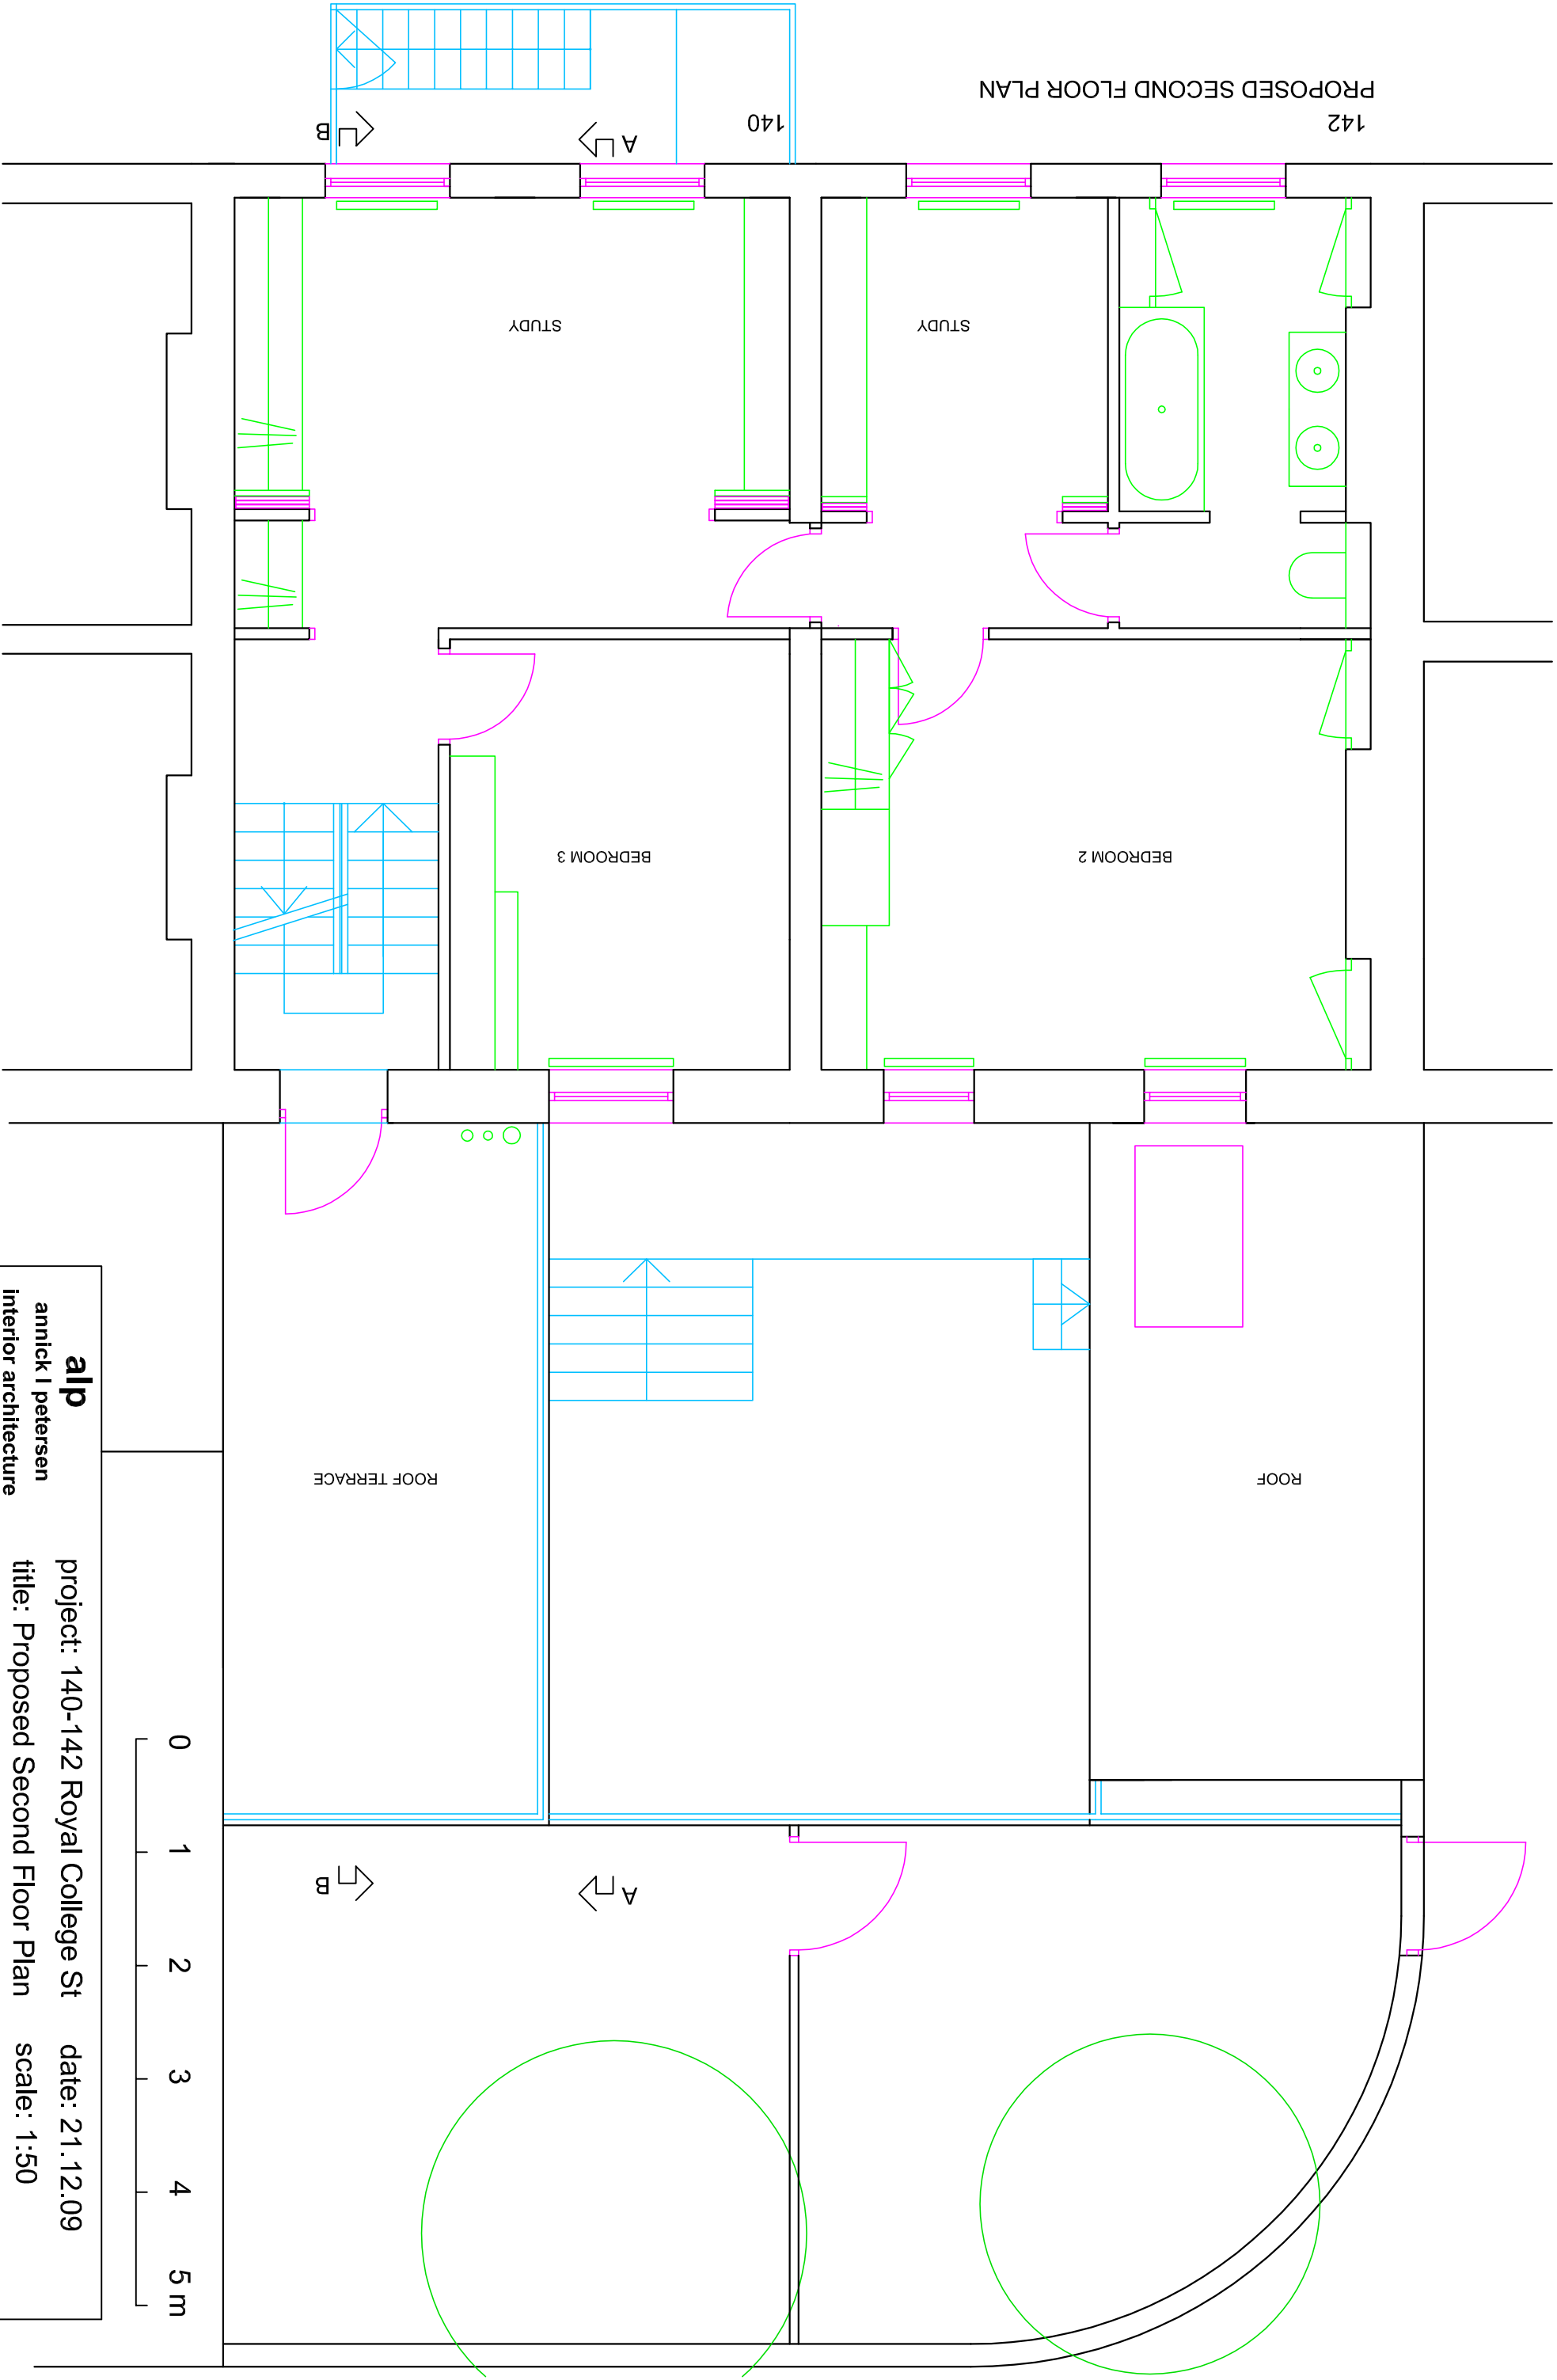 PROPOSED SECOND FLOOR PLAN
142
140
A
B
STUDY
STUDY
BEDROOM 2
BEDROOM 3
ROOF
ROOF TERRACE
A
B
0 1 2 3 4 5 m
alp
annick l petersen
interior architecture
project: 140-142 Royal College St
title: Proposed Second Floor Plan
date: 21.12.09
scale: 1:50